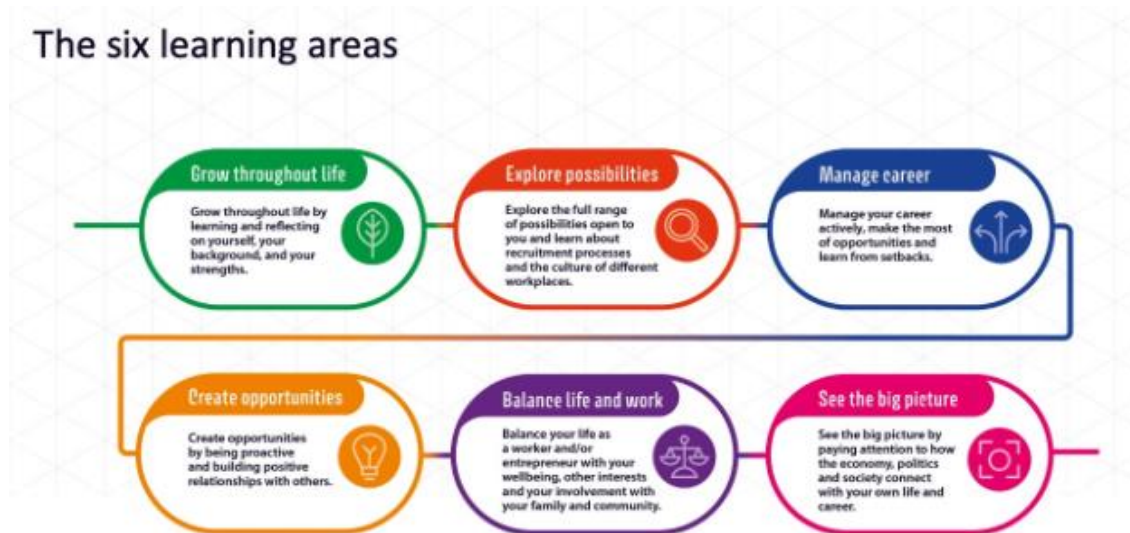 The six learning areas
Grow throughout life
Grow throughout life by
learning and reflecting
on yourself, your
background, and your
strengths.
Explore possibilities
Explore the full range
of possibilities open to
you and learn about
recruitment processes
and the culture of different
workplaces.
Manage career
Manage your career
actively, make the most
of opportunities and
learn from setbacks.
Create opportunities
Create opportunities
by being proactive
and building positive
relationships with others.
Balance life and work
Balance your life as
a worker and/or
entrepreneur with your
wellbeing, other interests
and your involvement with
your family and community.
See the big picture
See the big picture by
paying attention to how
the economy, politics
and society connect
with your own life and
career.